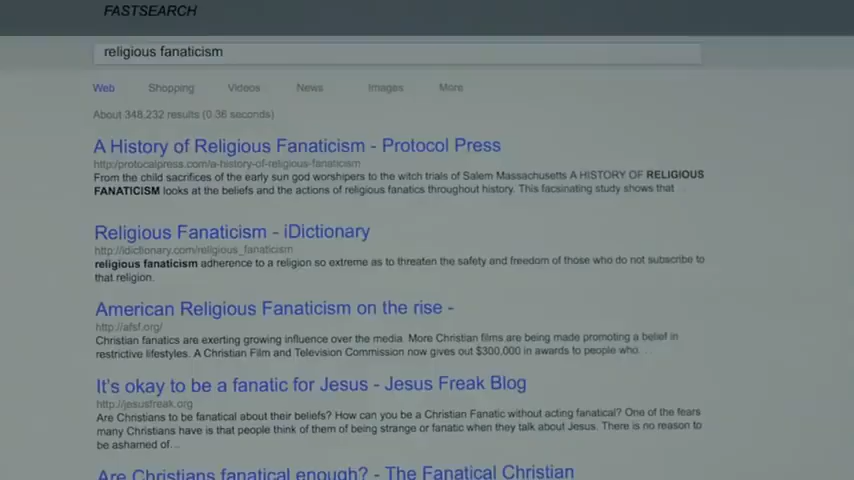 FASTSEARCH
religious fanaticism
Web Shopping Videos News Images More
About 348,232 results (0.36 seconds)
A History of Religious Fanaticism - Protocol Press
http:/protocalpress.com/a-history-of-religious-fanaticism
From the child sacrifices of the early sun god worshipers to the witch trials of Salem Massachusetts A HISTORY OF RELIGIOUS
FANATICISM looks at the beliefs and the actions of religious fanatics throughout history. This facsinating study shows that
Religious Fanaticism - iDictionary
http://idictionary.com/religious_fanaticism
religious fanaticism adherence to a religion so extreme as to threaten the safety and freedom of those who do not subscribe to
that religion.
American Religious Fanaticism on the rise -
http://afsf.org/
Christian fanatics are exerting growing influence over the media. More Christian films are being made promoting a belief in
restrictive lifestyles. A Christian Film and Television Commission now gives out $300,000 in awards to people who...
It's okay to be a fanatic for Jesus - Jesus Freak Blog
http://jesusfreak.org
Are Christians to be fanatical about their beliefs? How can you be a Christian Fanatic without acting fanatical? One of the fears
many Christians have is that people think of them of being strange or fanatic when they talk about Jesus. There is no reason to
be ashamed of...
Are Christians fanatical enough? - The Fanatical Christian